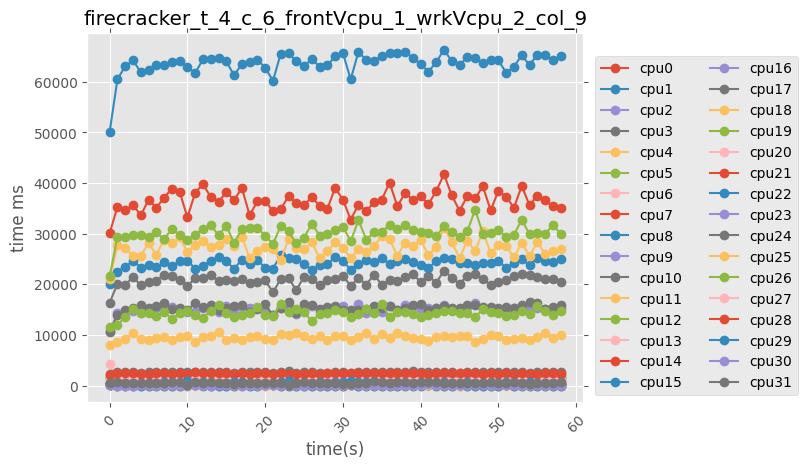 firecracker_t_4_c_6_frontVcpu_1_wrkVcpu_2_col_9
time ms
60000
50000
40000
30000
20000
10000
0
0
10
20
30
40
50
60
time(s)
cpu0
cpu1
cpu2
cpu3
cpu4
cpu5
cpu6
cpu7
cpu8
cpu9
cpu10
cpu11
cpu12
cpu13
cpu14
cpu15
cpu16
cpu17
cpu18
cpu19
cpu20
cpu21
cpu22
cpu23
cpu24
cpu25
cpu26
cpu27
cpu28
cpu29
cpu30
cpu31